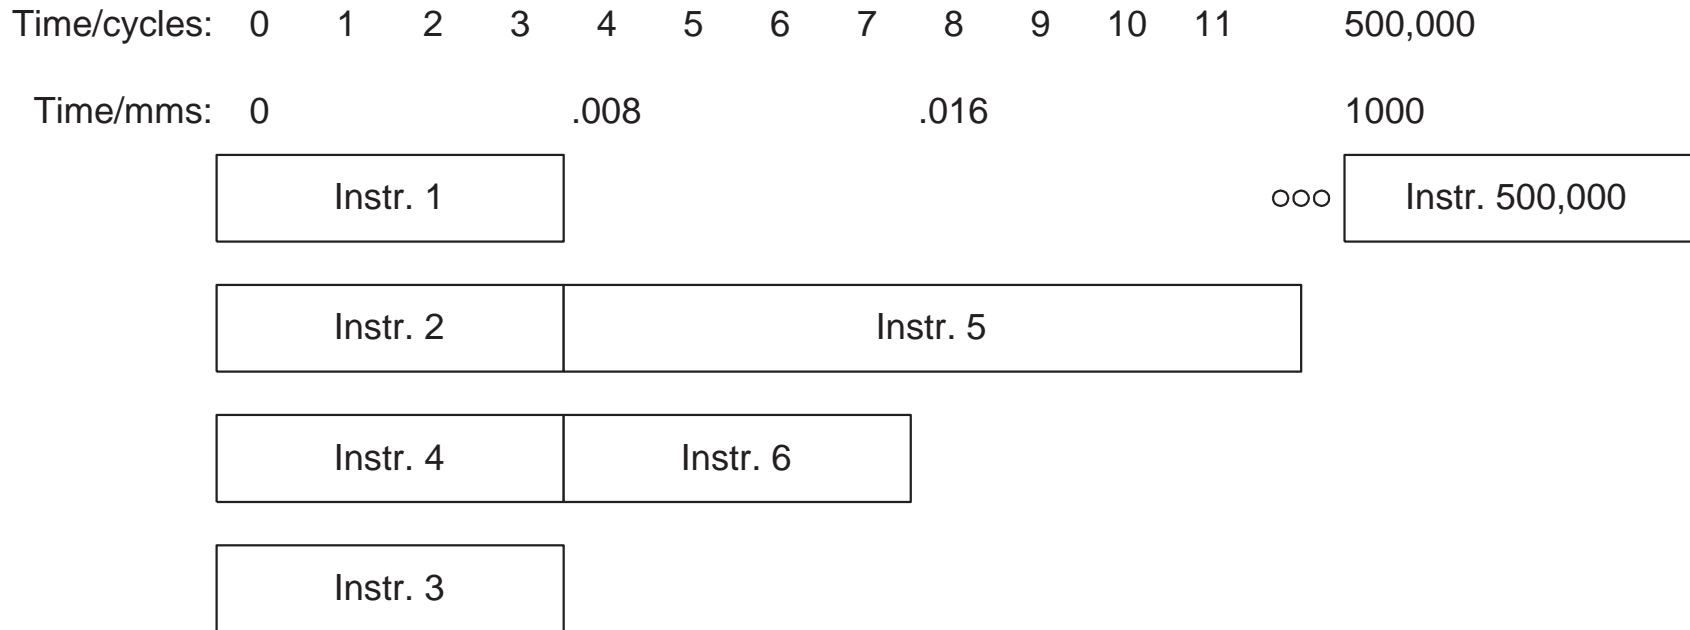 Time/cycles: 0 1 2 3 4 5 6 7 8 9 10 11 500,000
Time/mms: 0 .008 .016 1000
Instr. 1 Instr. 500,000
Instr. 2 Instr. 5
Instr. 4 Instr. 6
Instr. 3